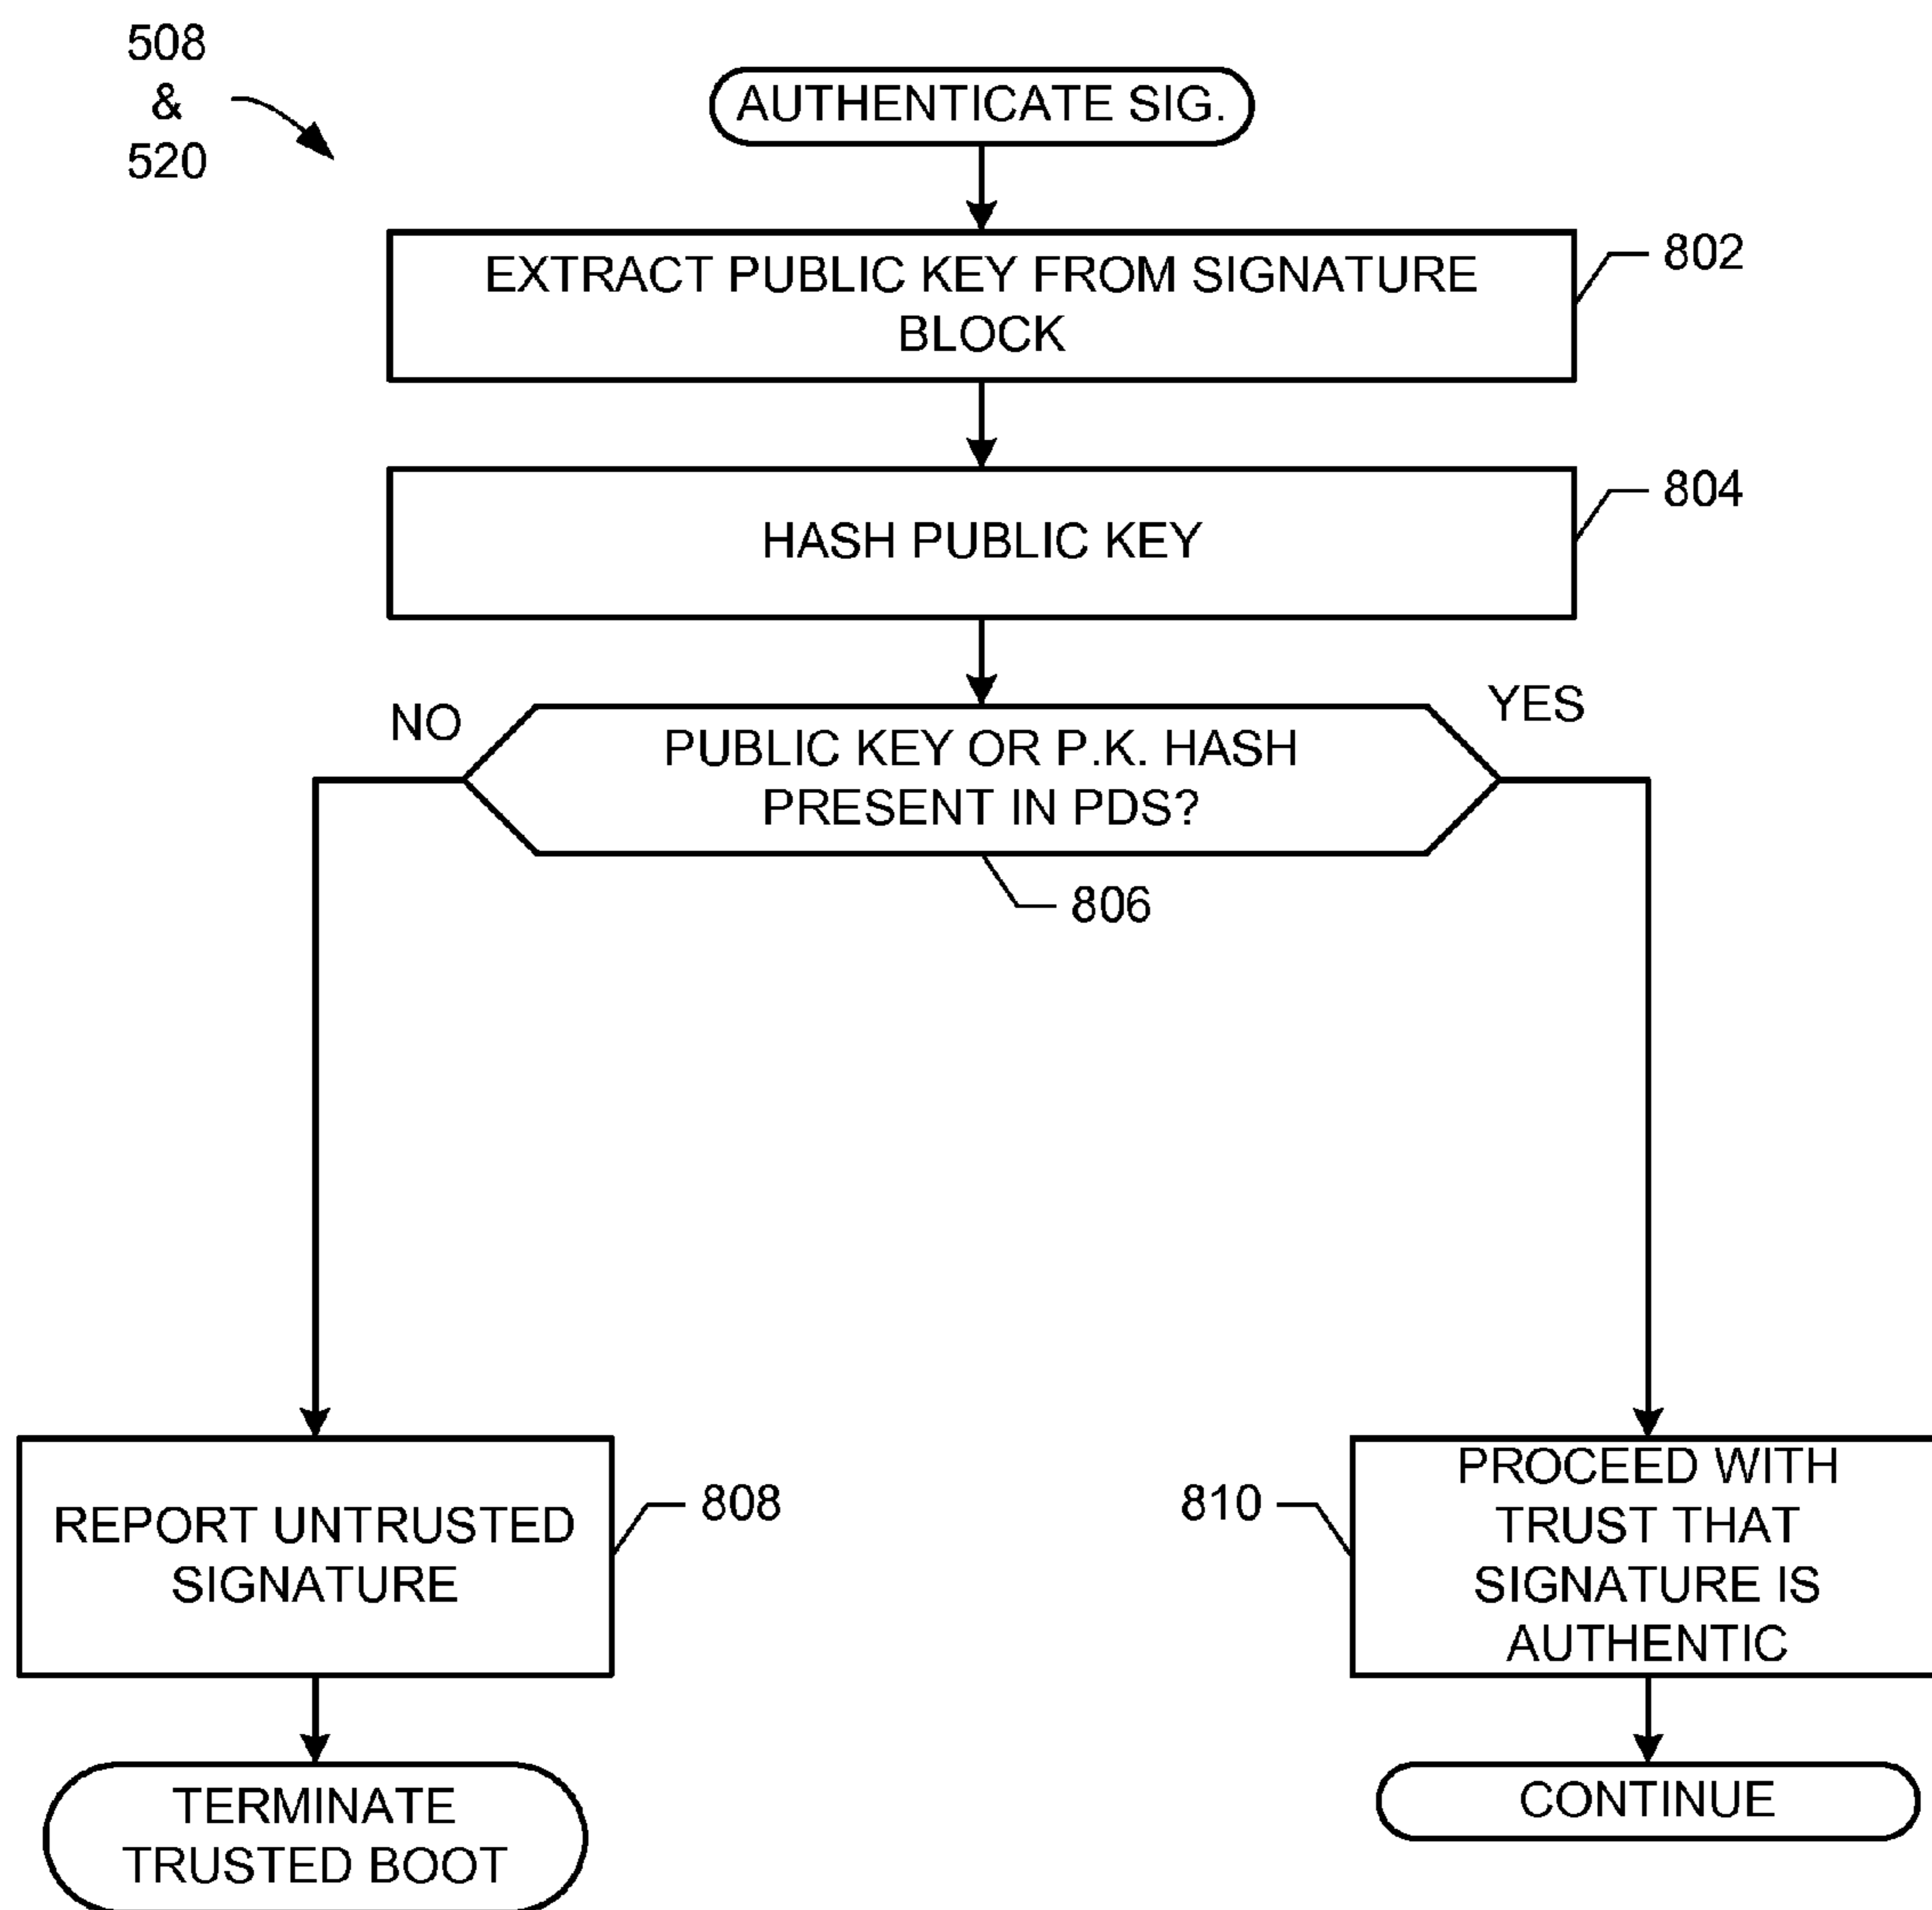 508
&
520
AUTHENTICATE SIG.
EXTRACT PUBLIC KEY FROM SIGNATURE
BLOCK
802
HASH PUBLIC KEY
804
NO
YES
PUBLIC KEY OR P.K. HASH
PRESENT IN PDS?
806
REPORT UNTRUSTED
SIGNATURE
808
810
PROCEED WITH
TRUST THAT
SIGNATURE IS
AUTHENTIC
TERMINATE
TRUSTED BOOT
CONTINUE